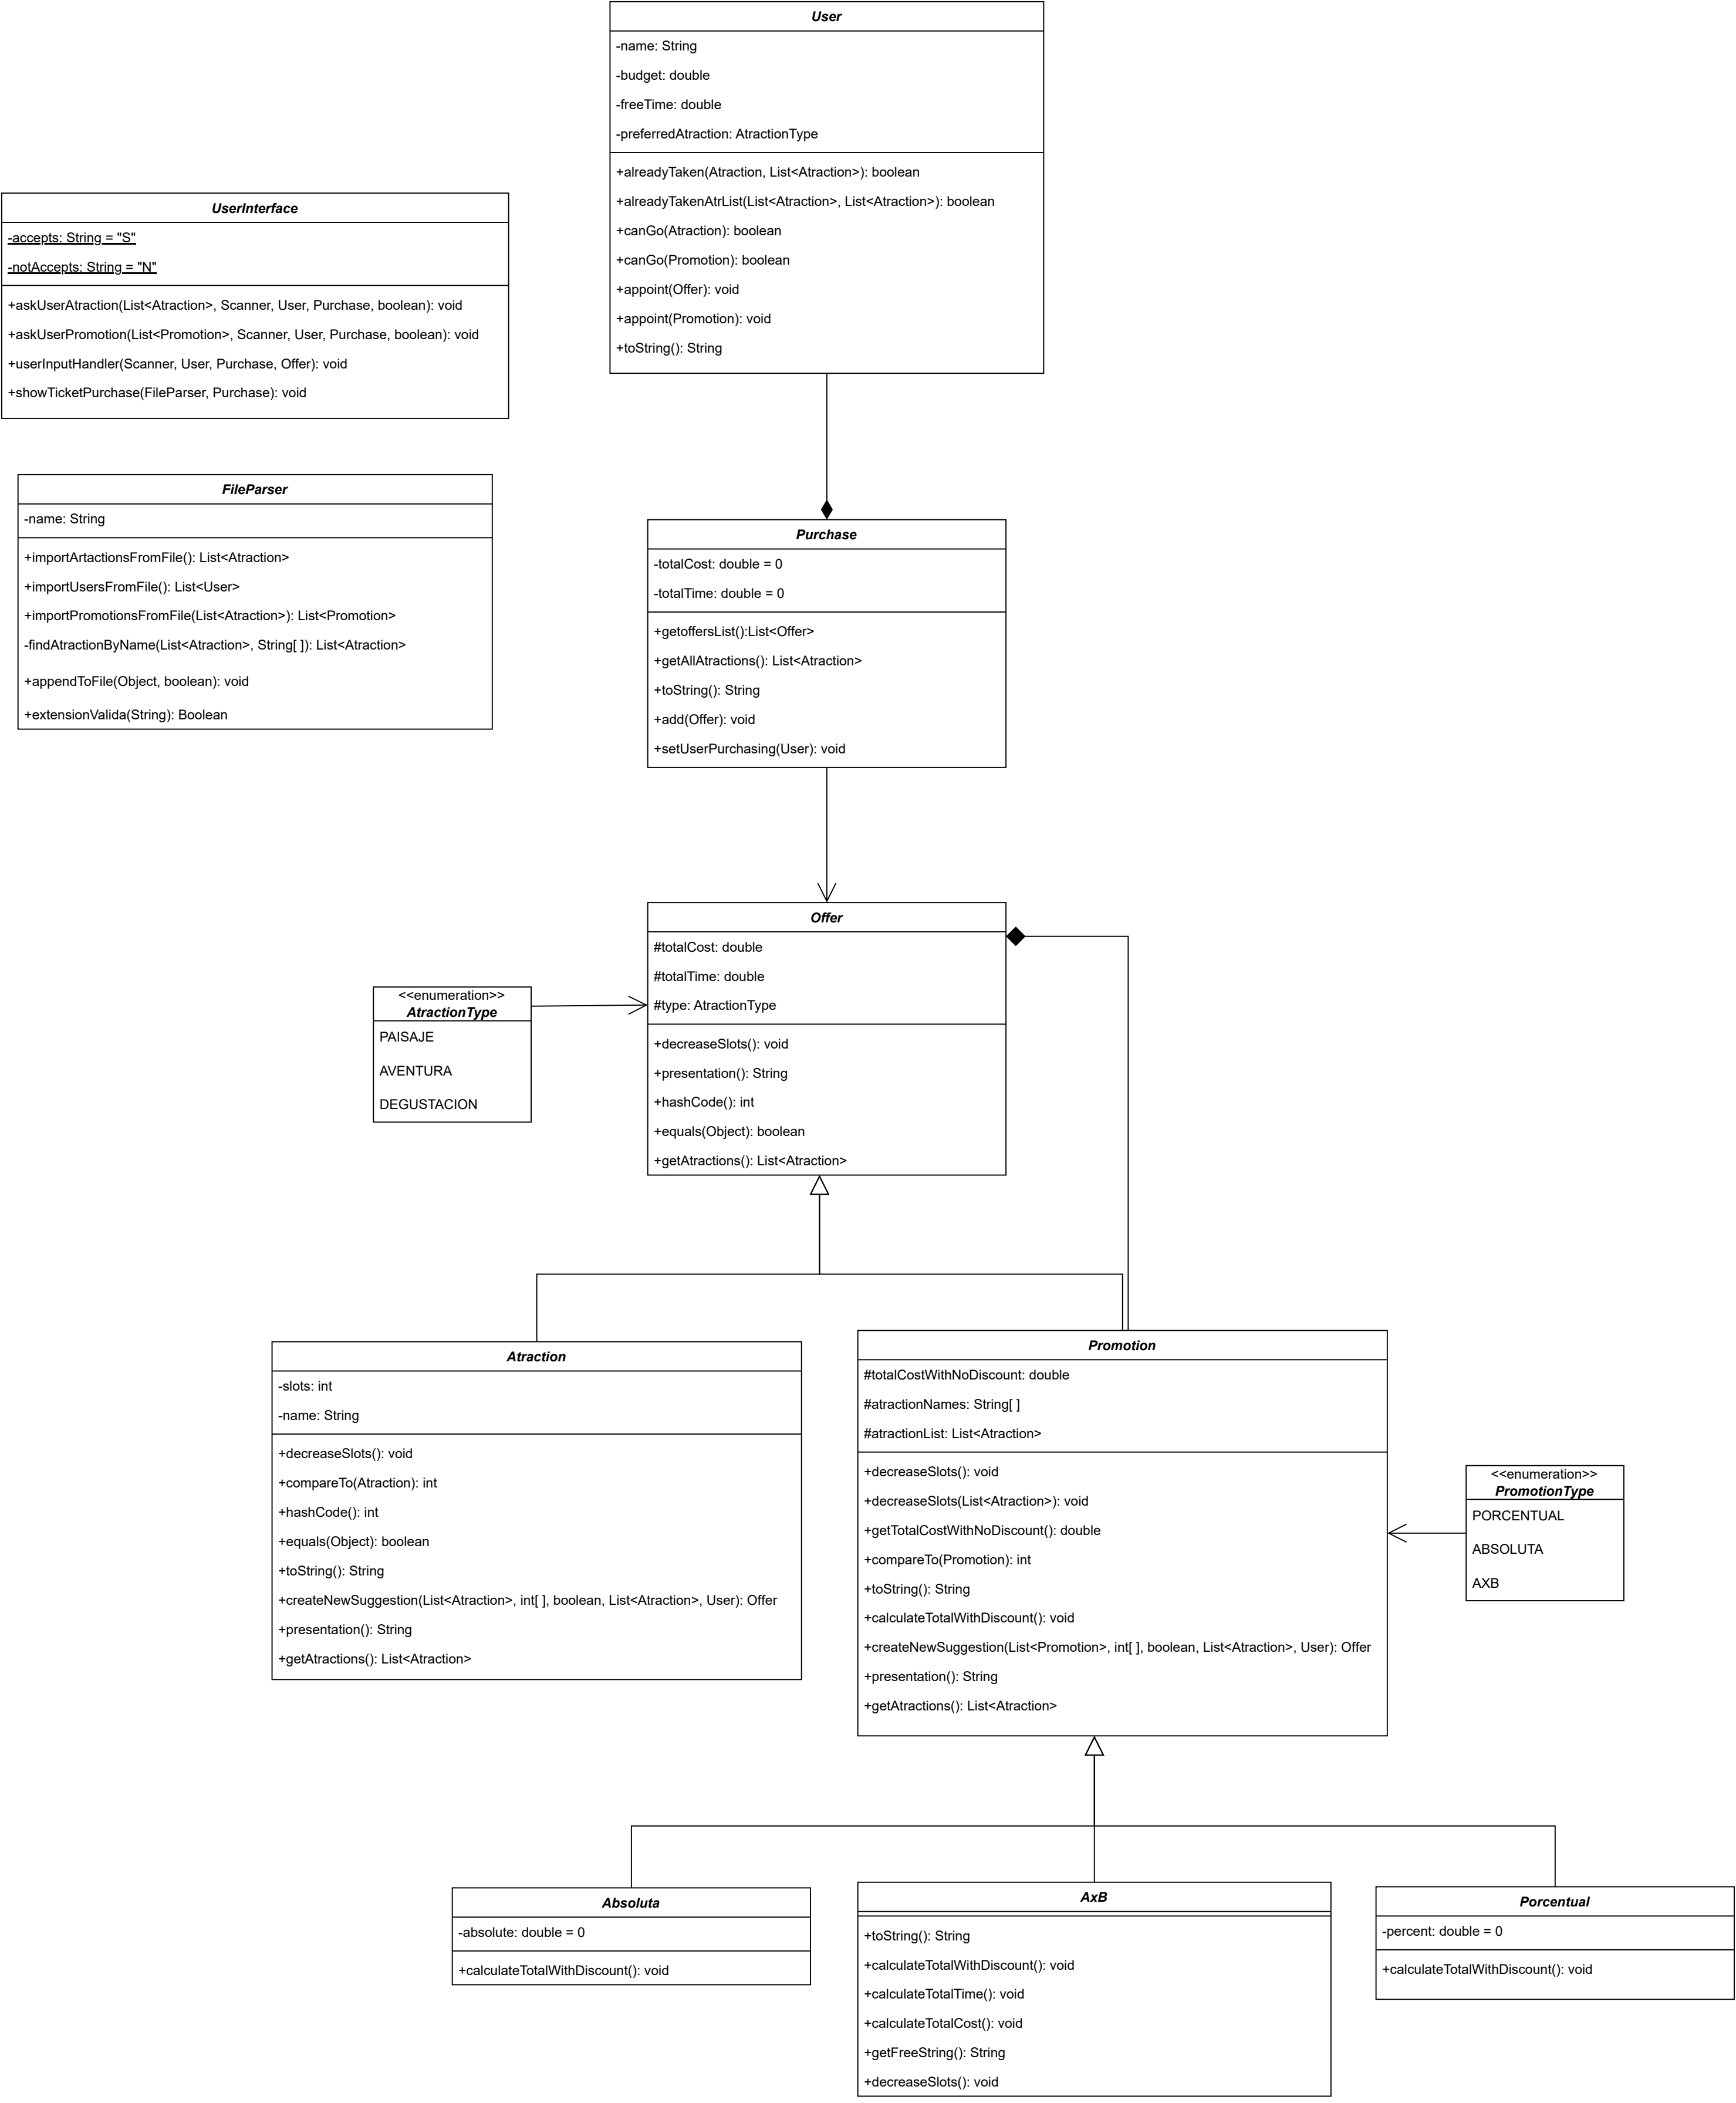 User
-name: String
-budget: double
-freeTime: double
-preferredAtraction: AtractionType
+alreadyTaken(Atraction, List<Atraction>): boolean
+alreadyTakenAtrList(List<Atraction>, List<Atraction>): boolean
+canGo(Atraction): boolean
+canGo(Promotion): boolean
+appoint(Offer): void
+appoint(Promotion): void
+toString(): String
UserInterface
-accepts: String = "S"
-notAccepts: String = "N"
+askUserAtraction(List<Atraction>, Scanner, User, Purchase, boolean): void
+askUserPromotion(List<Promotion>, Scanner, User, Purchase, boolean): void
+userInputHandler(Scanner, User, Purchase, Offer): void
+showTicketPurchase(FileParser, Purchase): void
FileParser
-name: String
+importArtactionsFromFile(): List<Atraction>
+importUsersFromFile(): List<User>
+importPromotionsFromFile(List<Atraction>): List<Promotion>
-findAtractionByName(List<Atraction>, String[ ]): List<Atraction>
+appendToFile(Object, boolean): void
+extensionValida(String): Boolean
Purchase
-totalCost: double = 0
-totalTime: double = 0
+getoffersList():List<Offer>
+getAllAtractions(): List<Atraction>
+toString(): String
+add(Offer): void
+setUserPurchasing(User): void
Offer
#totalCost: double
#totalTime: double
#type: AtractionType
+decreaseSlots(): void
+presentation(): String
+hashCode(): int
+equals(Object): boolean
+getAtractions(): List<Atraction>
<<enumeration>>
AtractionType
PAISAJE
AVENTURA
DEGUSTACION
Atraction
-slots: int
-name: String
+decreaseSlots(): void
+compareTo(Atraction): int
+hashCode(): int
+equals(Object): boolean
+toString(): String
+createNewSuggestion(List<Atraction>, int[ ], boolean, List<Atraction>, User): Offer
+presentation(): String
+getAtractions(): List<Atraction>
Promotion
#totalCostWithNoDiscount: double
#atractionNames: String[ ]
#atractionList: List<Atraction>
+decreaseSlots(): void
+decreaseSlots(List<Atraction>): void
+getTotalCostWithNoDiscount(): double
+compareTo(Promotion): int
+toString(): String
+calculateTotalWithDiscount(): void
+createNewSuggestion(List<Promotion>, int[ ], boolean, List<Atraction>, User): Offer
+presentation(): String
+getAtractions(): List<Atraction>
<<enumeration>>
PromotionType
PORCENTUAL
ABSOLUTA
AXB
Absoluta
-absolute: double = 0
+calculateTotalWithDiscount(): void
AxB
+toString(): String
+calculateTotalWithDiscount(): void
+calculateTotalTime(): void
+calculateTotalCost(): void
+getFreeString(): String
+decreaseSlots(): void
Porcentual
-percent: double = 0
+calculateTotalWithDiscount(): void